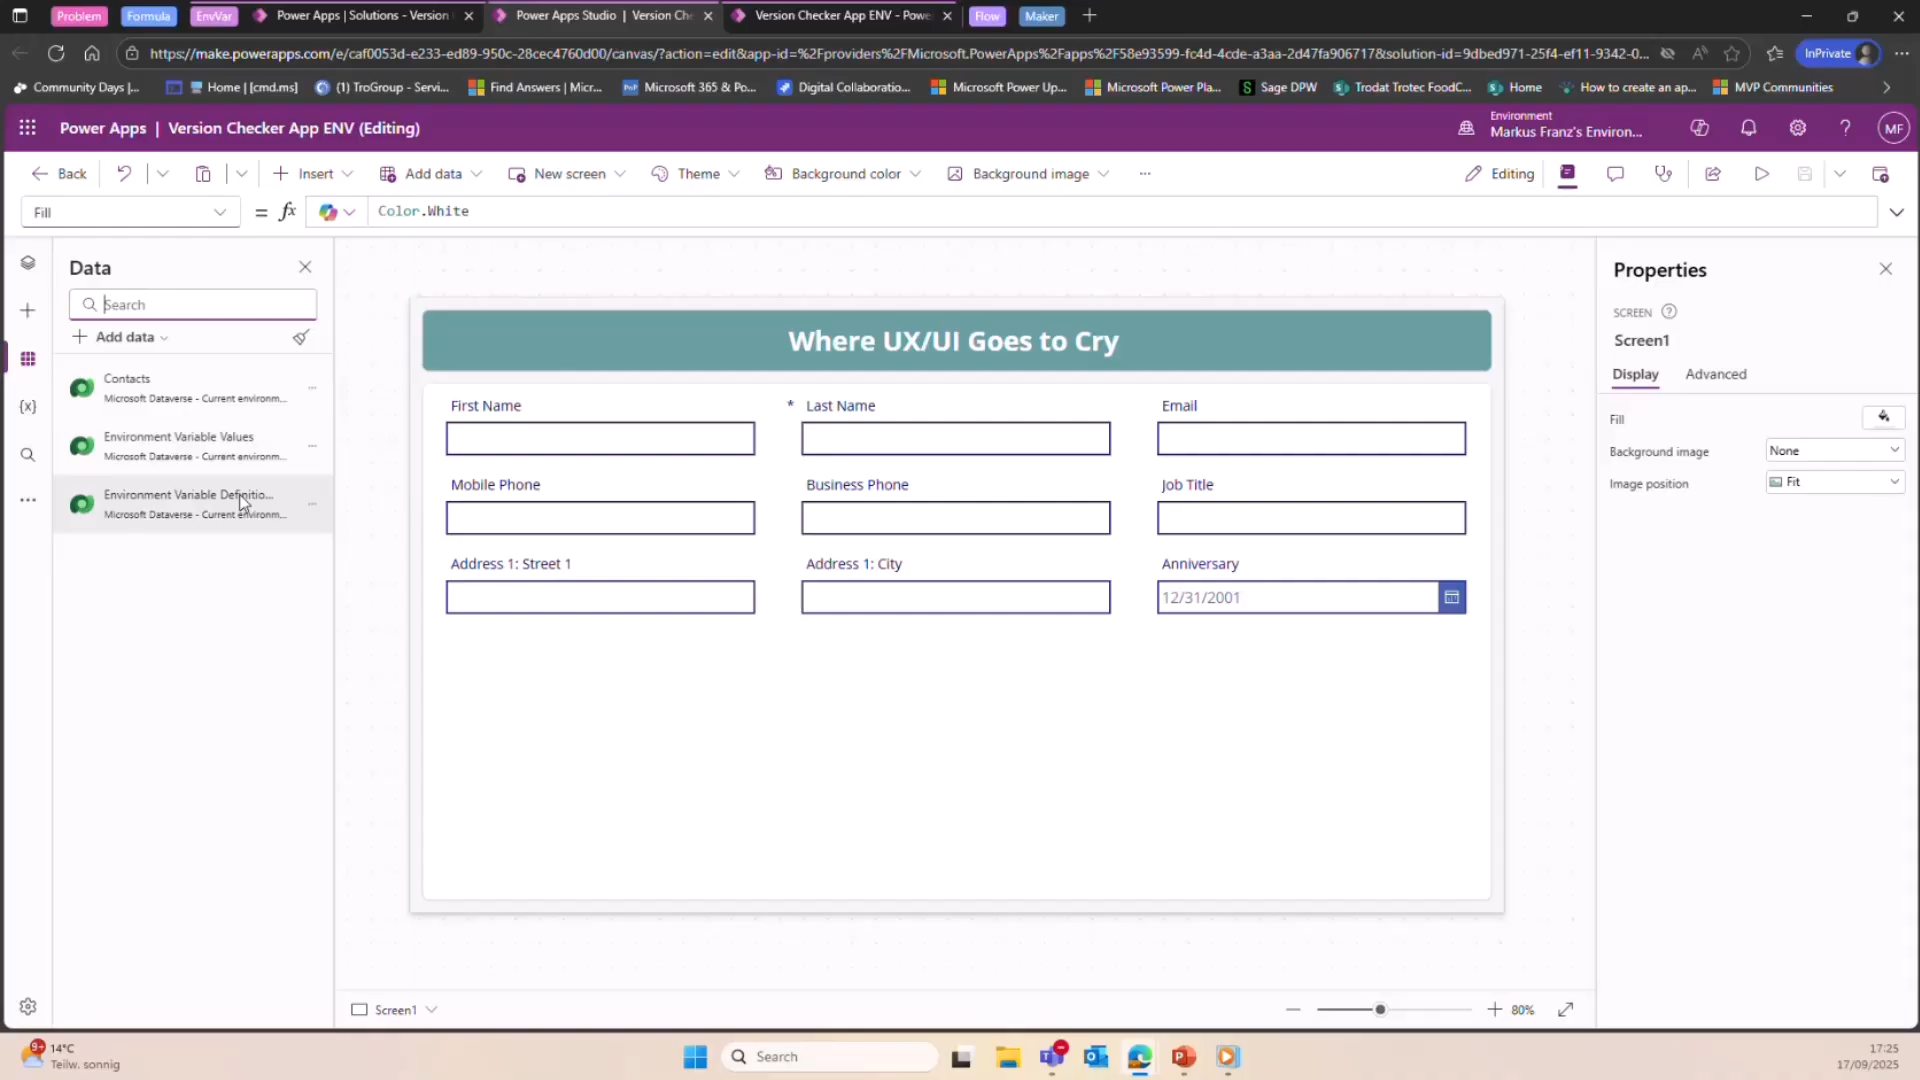 Problem
Formula
EnvVar
Power Apps | Solutions - Version
Power Apps Studio | Version Che
Version Checker App ENV - Powe
Flow
Maker
https://make.powerapps.com/e/caf0053d-e233-ed89-950c-28cec4760d00/canvas/?action=edit&app-id=%2Fproviders%2FMicrosoft.PowerApps%2Fapps%2F58e93599-fc4d-4cde-a3aa-2d47fa906717&solution-id=9dbed971-25f4-ef11-9342-0...
InPrivate
Community Days |...
Home | [cmd.ms]
(1) TroGroup - Servi...
Find Answers | Micr...
Microsoft 365 & Po...
Digital Collaboratio...
Microsoft Power Up...
Microsoft Power Pla...
Sage DPW
Trodat Trotec FoodC...
Home
How to create an ap...
MVP Communities
Power Apps | Version Checker App ENV (Editing)
Environment
Markus Franz's Environ...
MF
Back
Insert
Add data
New screen
Theme
Background color
Background image
...
Editing
Fill
= fx
Color.White
Data
Search
Add data
Contacts
Microsoft Dataverse - Current environm...
Environment Variable Values
Microsoft Dataverse - Current environm...
Environment Variable Definitio...
Microsoft Dataverse - Current environm...
Where UX/UI Goes to Cry
First Name
* Last Name
Email
Mobile Phone
Business Phone
Job Title
Address 1: Street 1
Address 1: City
Anniversary
12/31/2001
Properties
SCREEN
Screen1
Display
Advanced
Fill
Background image
None
Image position
Fit
Screen1
80%
9+
14°C
Teilw. sonnig
Search
17:25
17/09/2025